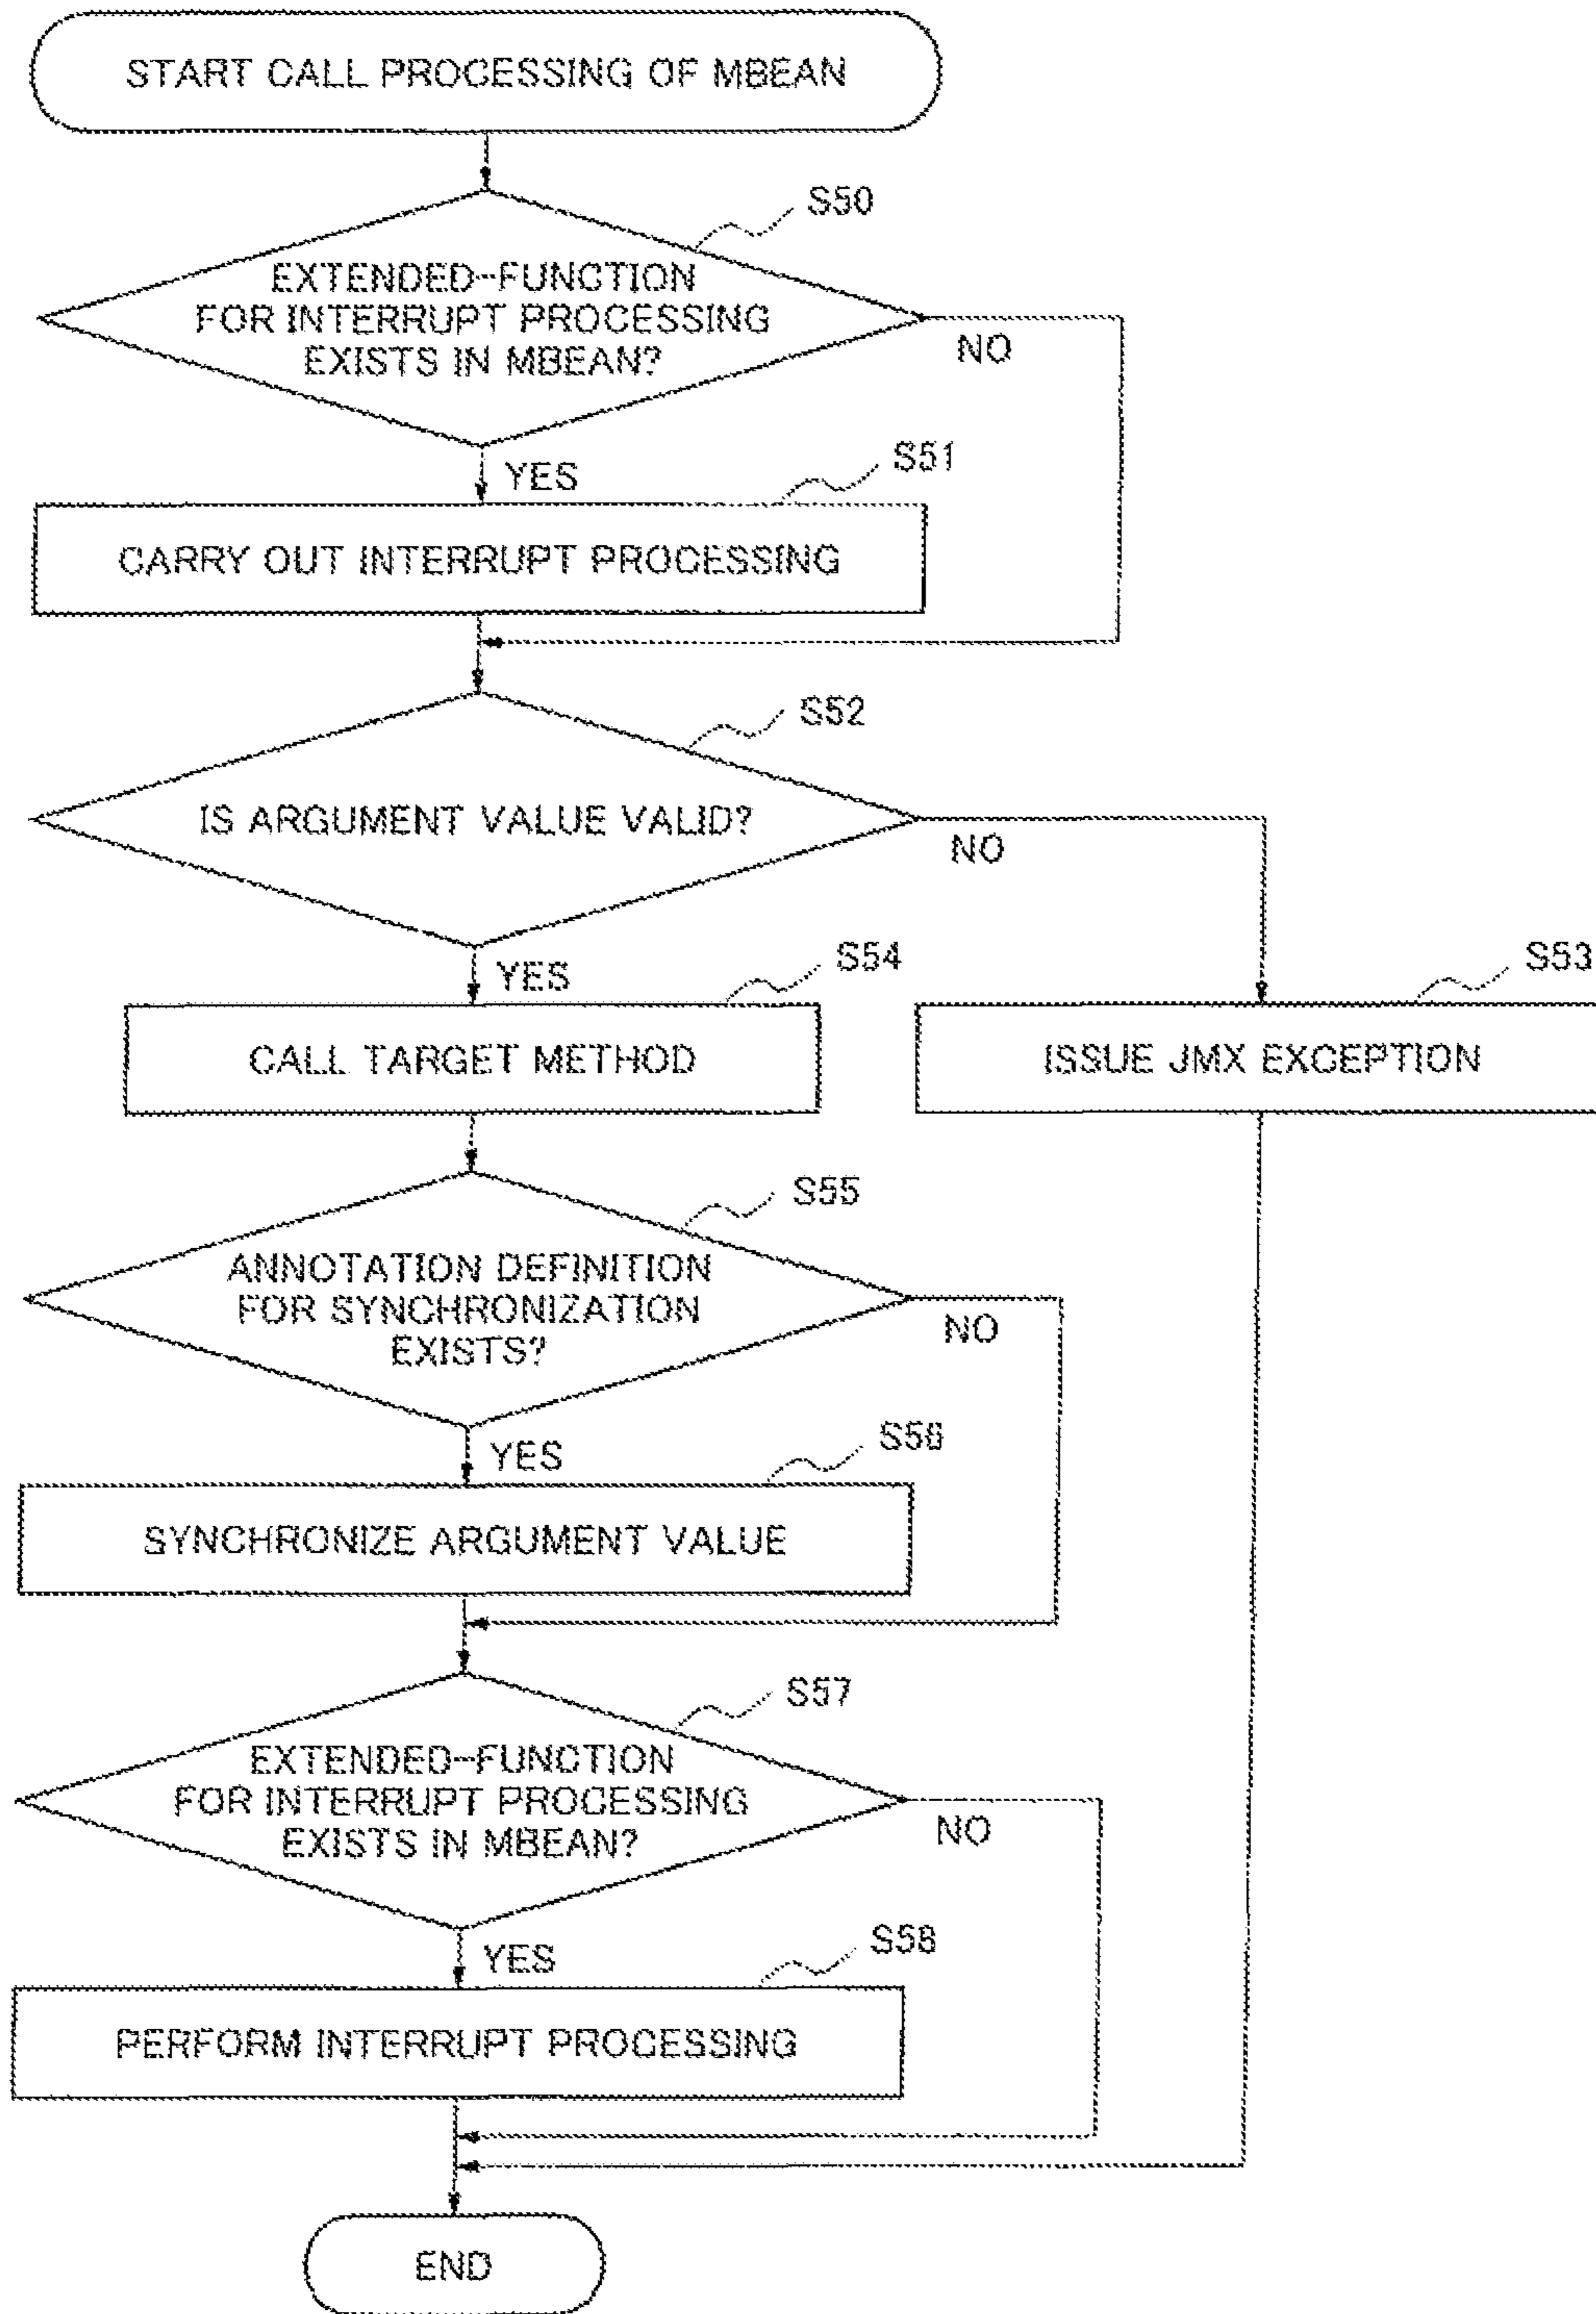 START CALL PROCESSING OF MBEAN
S50
EXTENDED-FUNCTION
FOR INTERRUPT PROCESSING
EXISTS IN MBEAN?
NO
YES
S51
CARRY OUT INTERRUPT PROCESSING
S52
IS ARGUMENT VALUE VALID?
NO
YES
S54
S53
CALL TARGET METHOD
ISSUE JMX EXCEPTION
S55
ANNOTATION DEFINITION
FOR SYNCHRONIZATION
EXISTS?
NO
YES
S56
SYNCHRONIZE ARGUMENT VALUE
S57
EXTENDED-FUNCTION
FOR INTERRUPT PROCESSING
EXISTS IN MBEAN?
NO
YES
S58
PERFORM INTERRUPT PROCESSING
END